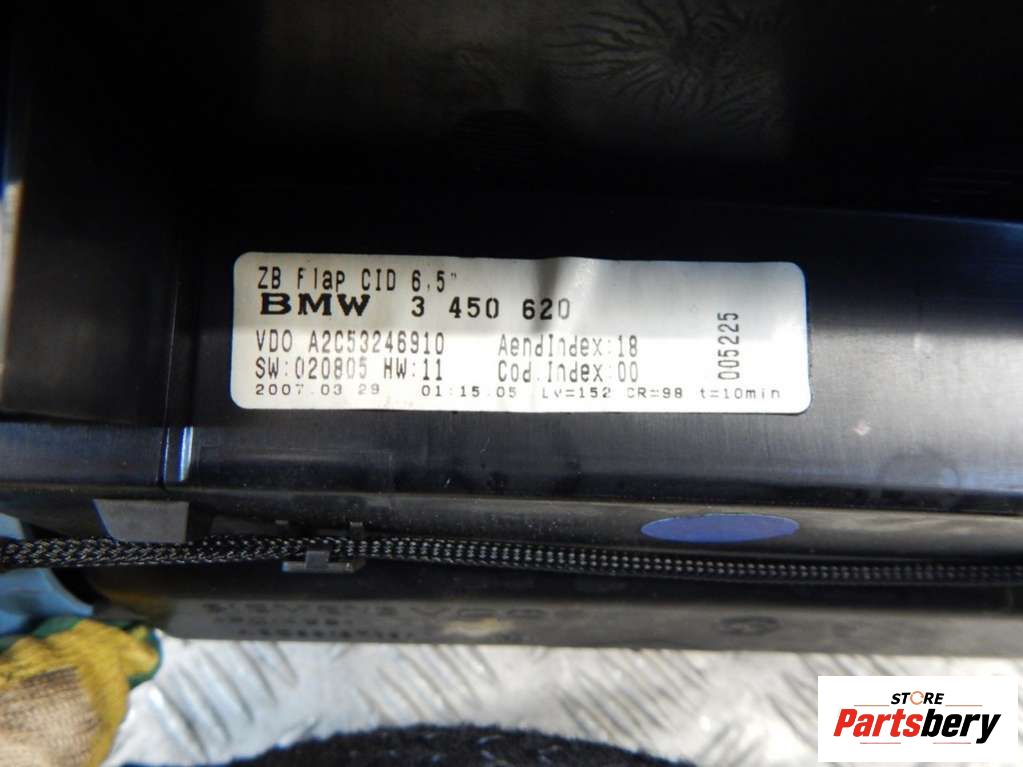 ZB Flap CID 6,5"
BMW 3 450 620
VDO A2C53246910 AendIndex:18
SW:020805 HW:11 Cod.Index:00
2007.03 29 01:15.05 Lv=152 CR=98 t=10min
005225
STORE
Partsbery